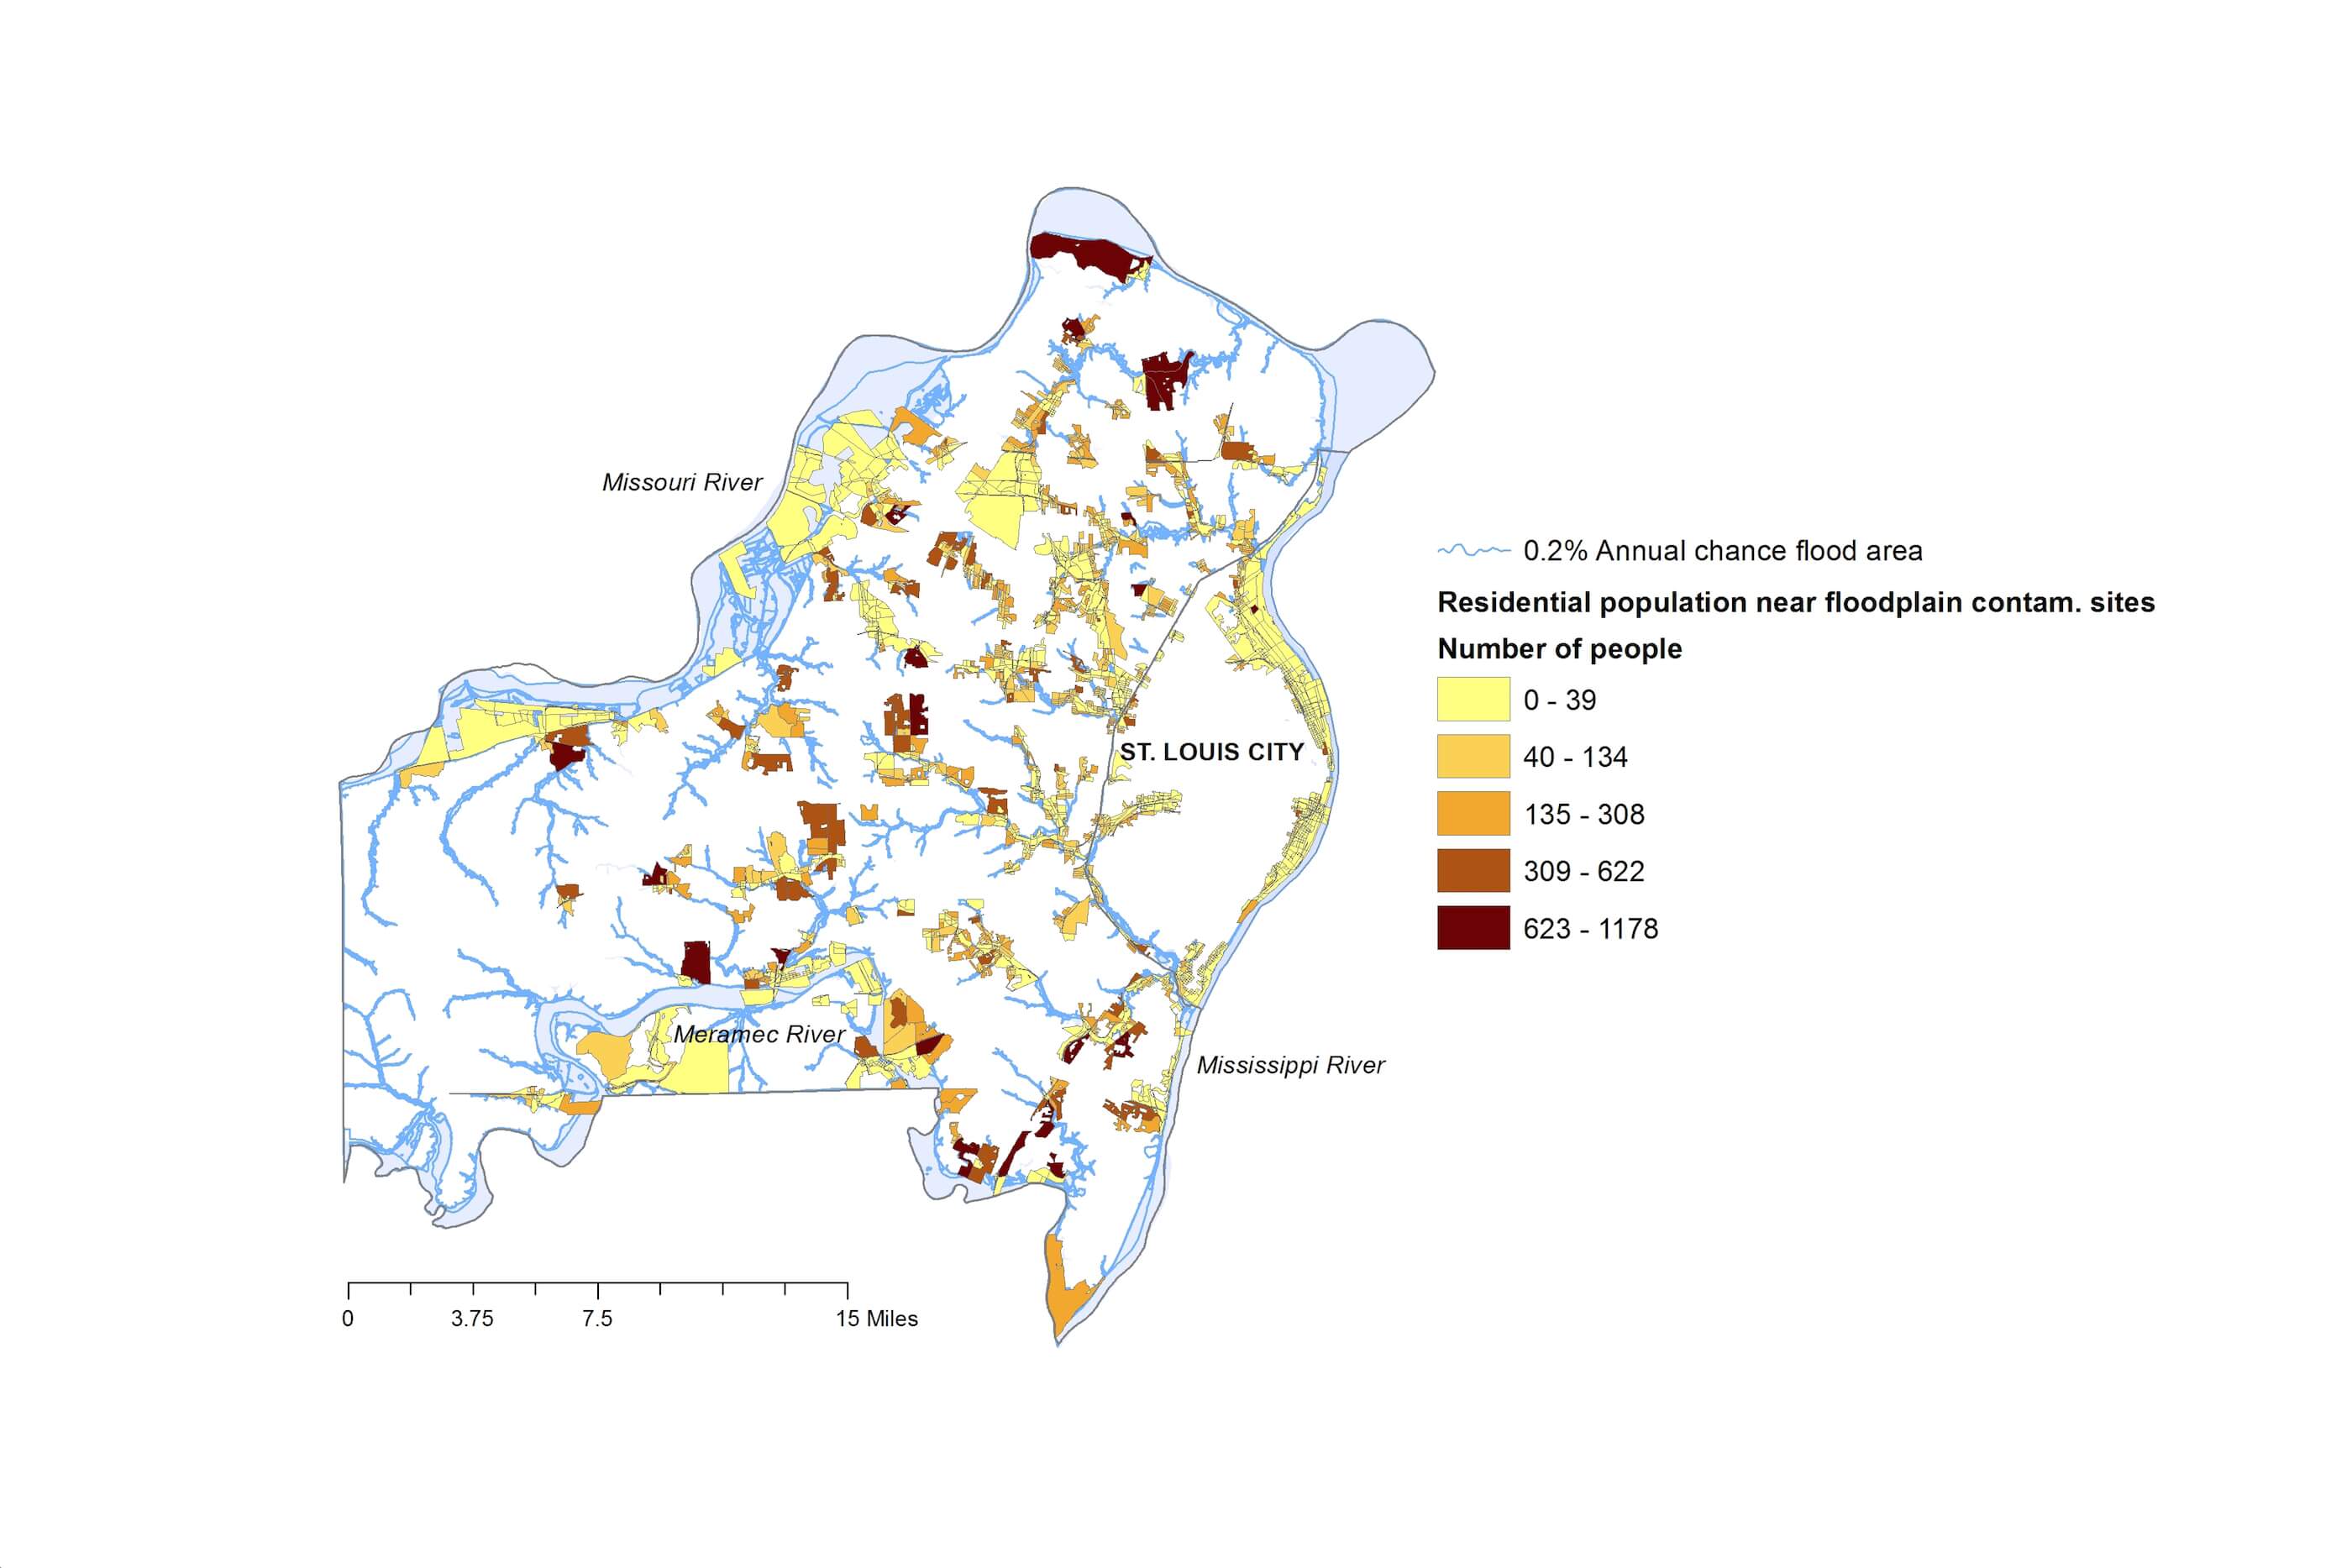 Missouri River
0.2% Annual chance flood area
Residential population near floodplain contam. sites
Number of people
0 - 39
ST. LOUIS CITY
40 - 134
135 - 308
309 - 622
623 - 1178
Meramec River
Mississippi River
0 3.75 7.5 15 Miles